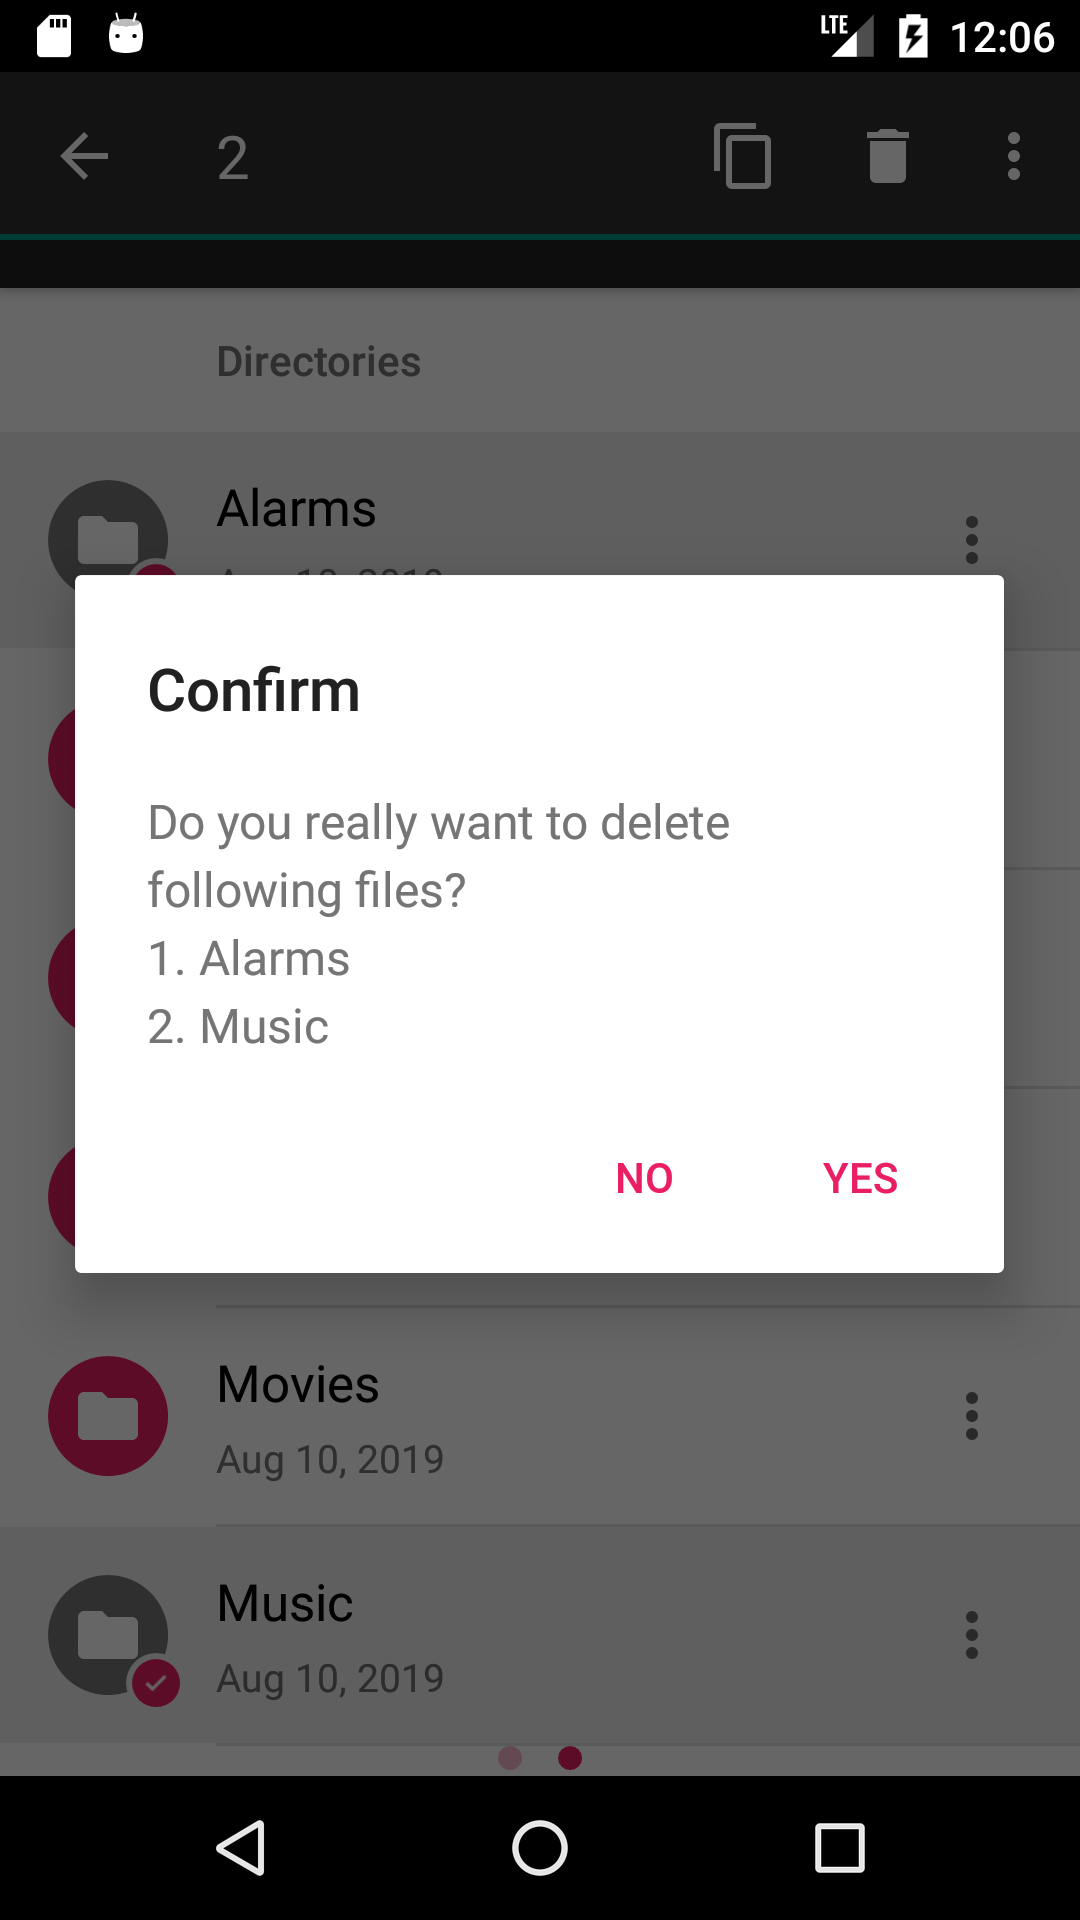 LTE 12:06
2
Directories
Alarms
Confirm
Do you really want to delete
following files?
1. Alarms
2. Music
NO YES
Movies
Aug 10, 2019
Music
Aug 10, 2019